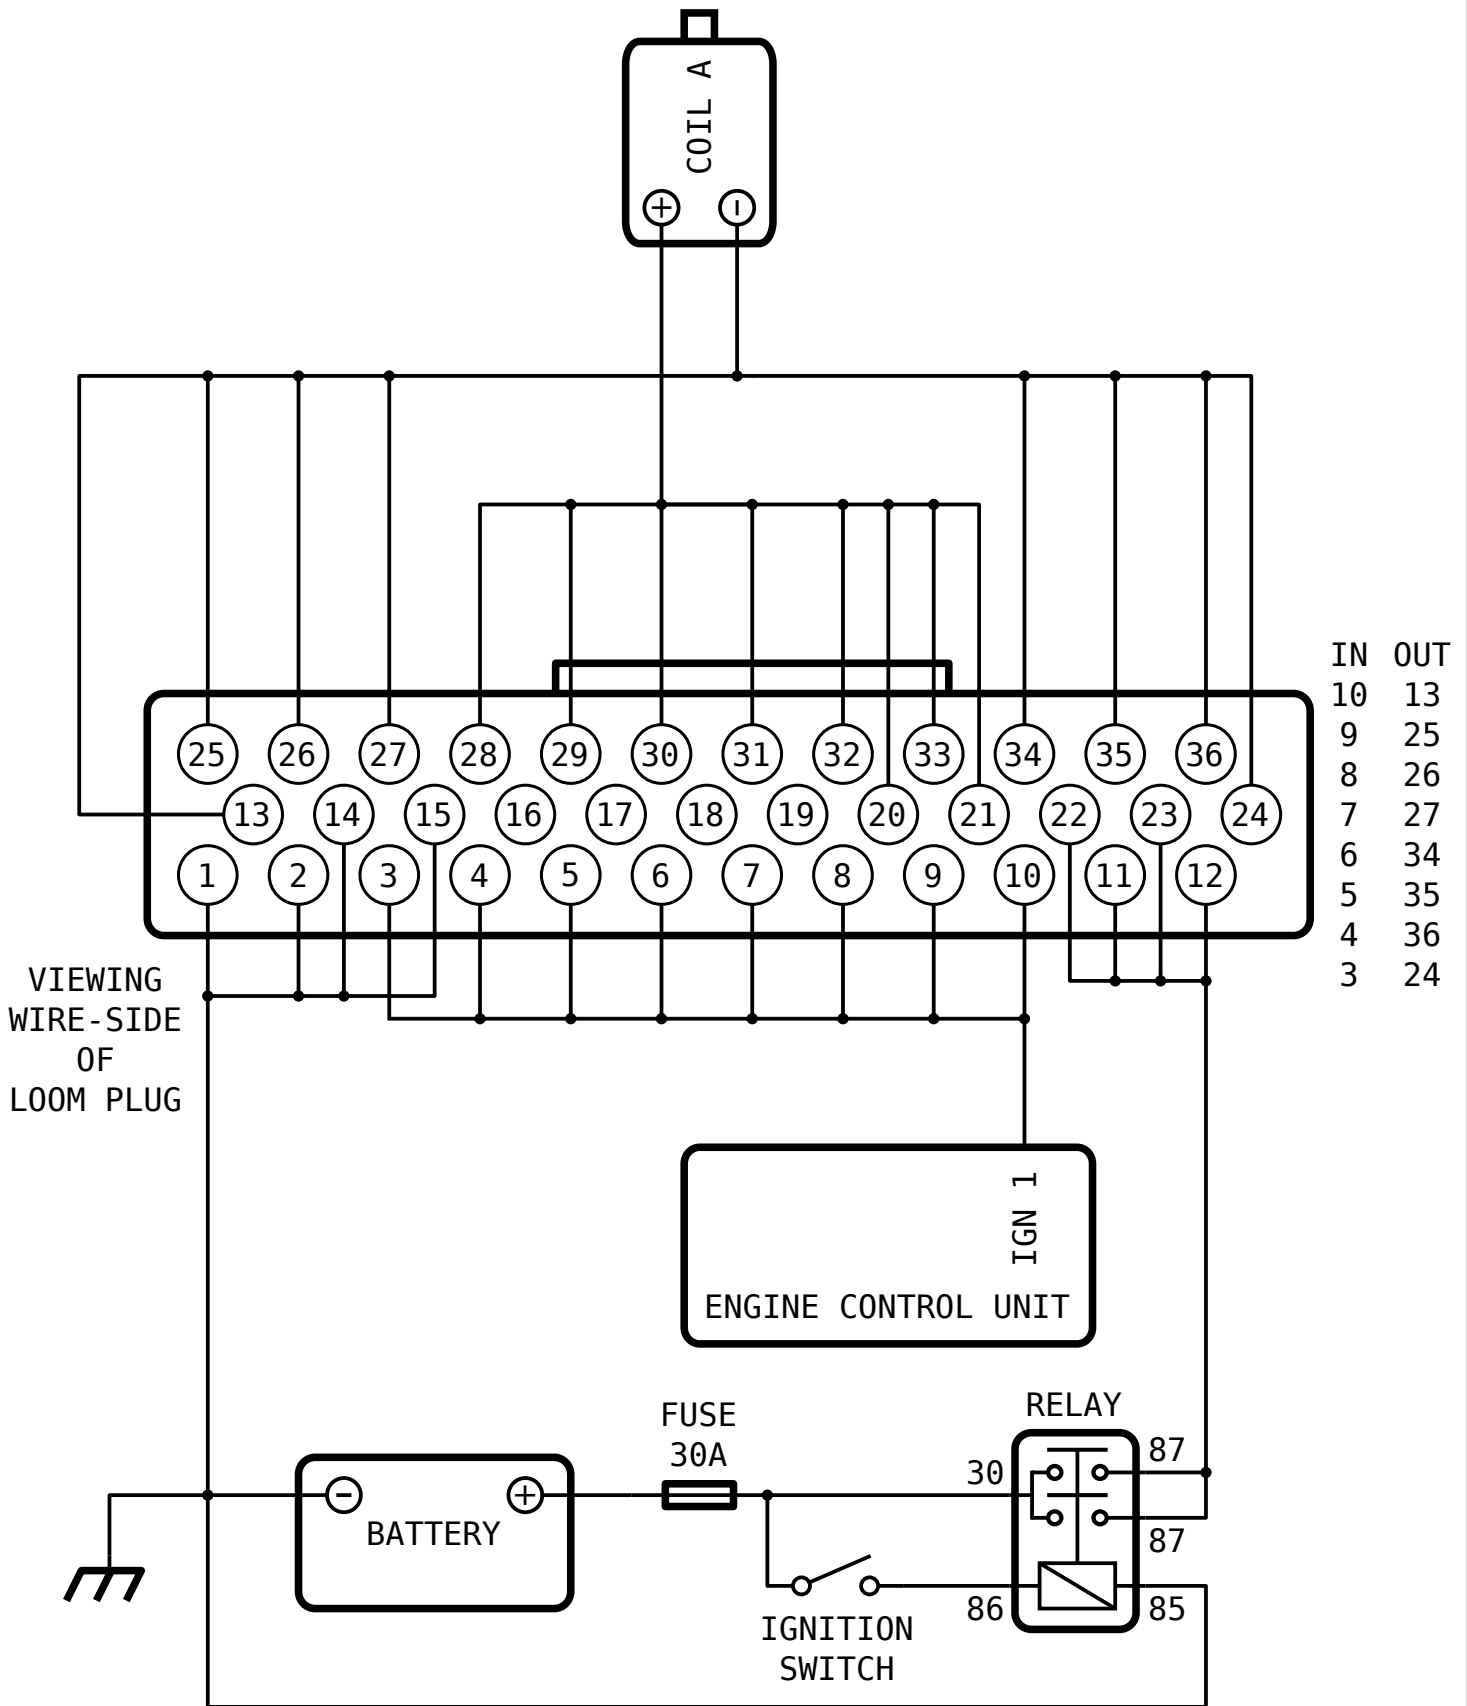 COIL A
+ -
IN OUT
10 13
9 25
8 26
7 27
6 34
5 35
4 36
3 24
25 26 27 28 29 30 31 32 33 34 35 36
13 14 15 16 17 18 19 20 21 22 23 24
1 2 3 4 5 6 7 8 9 10 11 12
VIEWING
WIRE-SIDE
OF
LOOM PLUG
IGN 1
ENGINE CONTROL UNIT
RELAY
FUSE
30A
30
87
87
86
85
- +
BATTERY
IGNITION
SWITCH